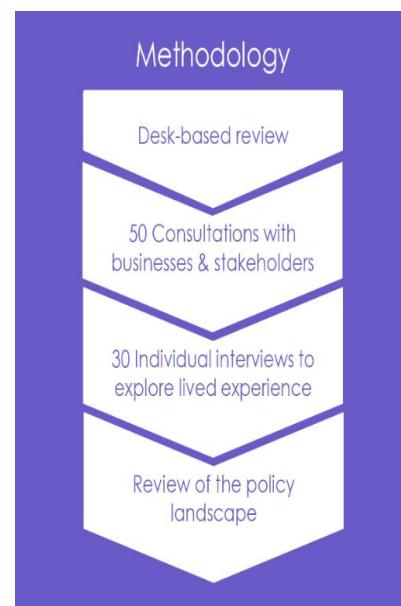 Methodology
Desk-based review
50 Consultations with
businesses & stakeholders
30 Individual interviews to
explore lived experience
Review of the policy
landscape